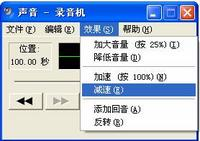 声音 - 录音机
文件(F) 编辑(E) 效果(S) 帮助(H)
位置:
100.00 秒
加大音量 (按 25%)(I)
降低音量(D)
加速 (按 100%)(N)
减速(E)
添加回音(A)
反转(R)